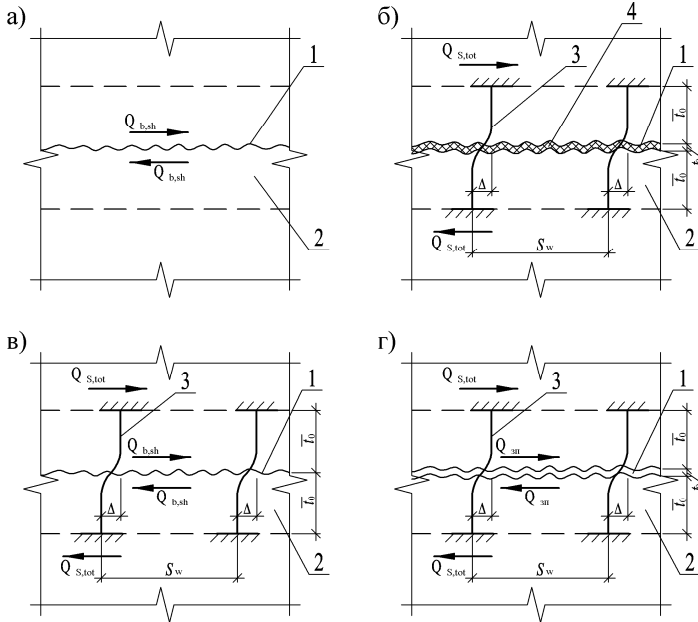 а)
1
Q b,sh
Q b,sh
2
б)
4
Q S,tot
3
1
t0
Δ
Δ
t0
2
Q S,tot
Sw
в)
Q S,tot
3
1
Q b,sh
t0
Q b,sh
Δ
Δ
t0
2
Q S,tot
Sw
г)
Q S,tot
3
1
Q зп
t0
Q зп
Δ
Δ
t0
2
Q S,tot
Sw